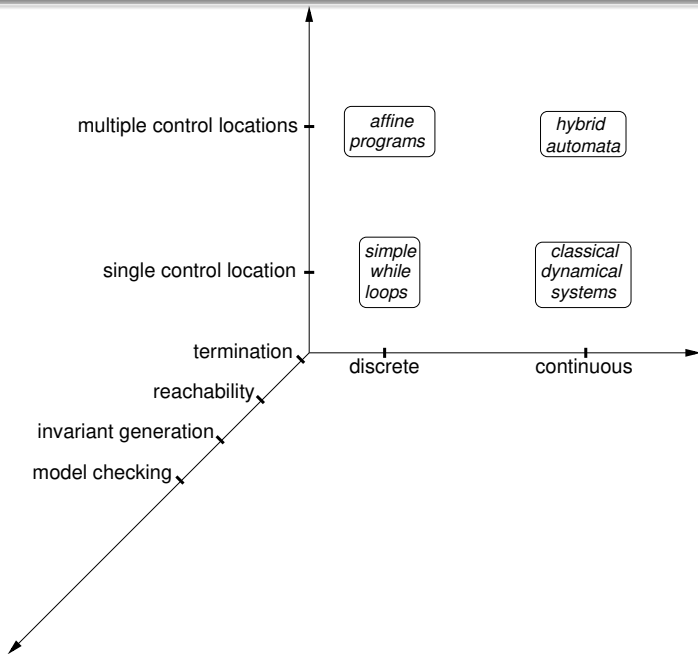 multiple control locations
affine
programs
hybrid
automata
single control location
simple
while
loops
classical
dynamical
systems
termination
discrete
continuous
reachability
invariant generation
model checking